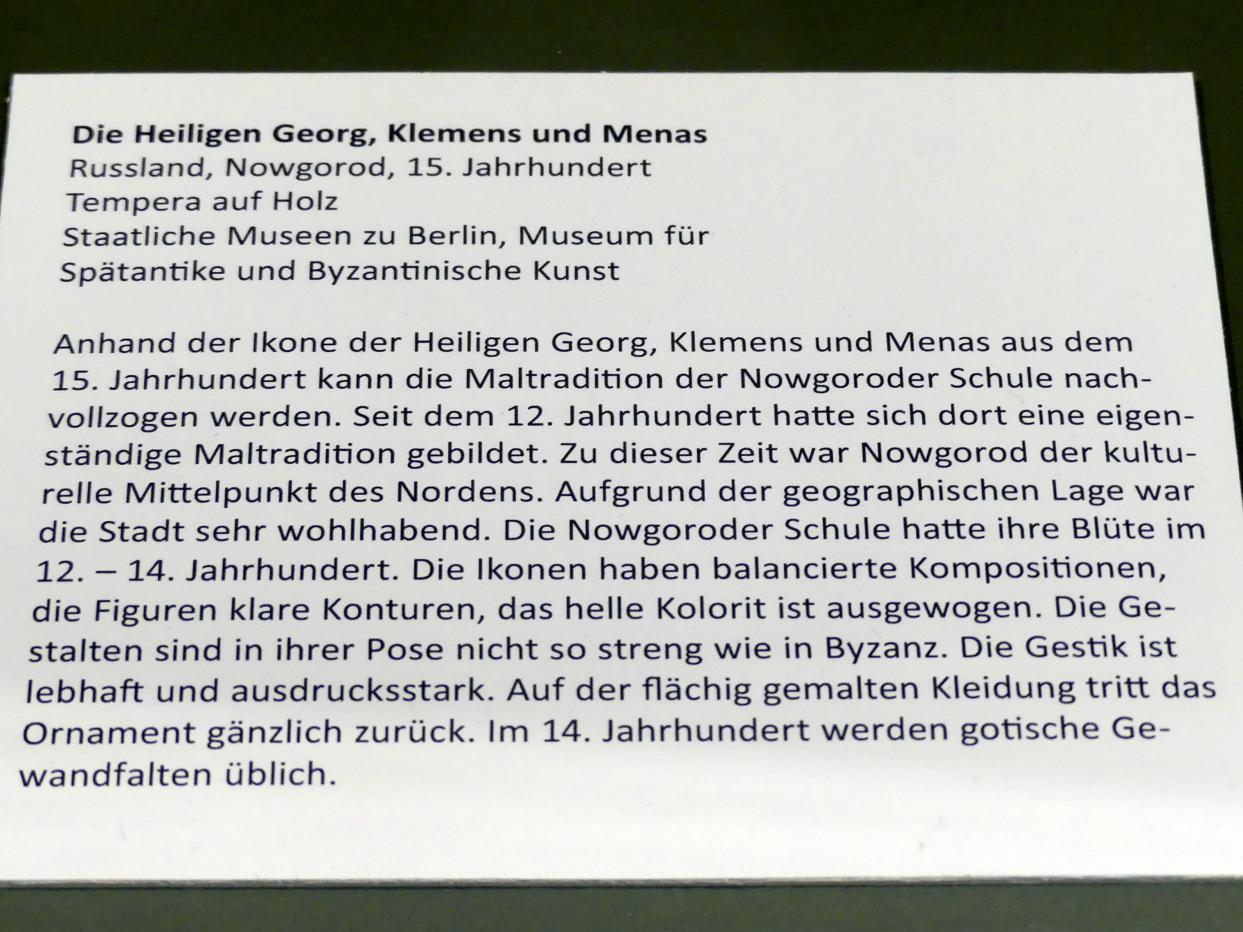 Die Heiligen Georg, Klemens und Menas
Russland, Nowgorod, 15. Jahrhundert
Tempera auf Holz
Staatliche Museen zu Berlin, Museum für
Spätantike und Byzantinische Kunst
Anhand der Ikone der Heiligen Georg, Klemens und Menas aus dem
15. Jahrhundert kann die Maltradition der Nowgoroder Schule nach-
vollzogen werden. Seit dem 12. Jahrhundert hatte sich dort eine eigen-
ständige Maltradition gebildet. Zu dieser Zeit war Nowgorod der kultu-
relle Mittelpunkt des Nordens. Aufgrund der geographischen Lage war
die Stadt sehr wohlhabend. Die Nowgoroder Schule hatte ihre Blüte im
12. – 14. Jahrhundert. Die Ikonen haben balancierte Kompositionen,
die Figuren klare Konturen, das helle Kolorit ist ausgewogen. Die Ge-
stalten sind in ihrer Pose nicht so streng wie in Byzanz. Die Gestik ist
lebhaft und ausdrucksstark. Auf der flächig gemalten Kleidung tritt das
Ornament gänzlich zurück. Im 14. Jahrhundert werden gotische Ge-
wandfalten üblich.